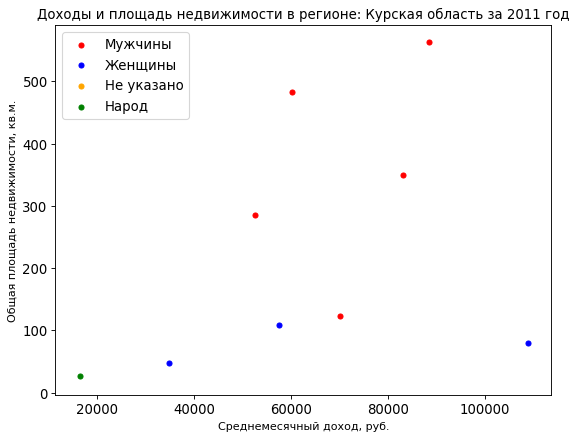 Доходы и площадь недвижимости в регионе: Курская область за 2011 год
Мужчины
Женщины
Не указано
Народ
500
400
300
200
100
0
Общая площадь недвижимости, кв.м.
20000 40000 60000 80000 100000
Среднемесячный доход, руб.